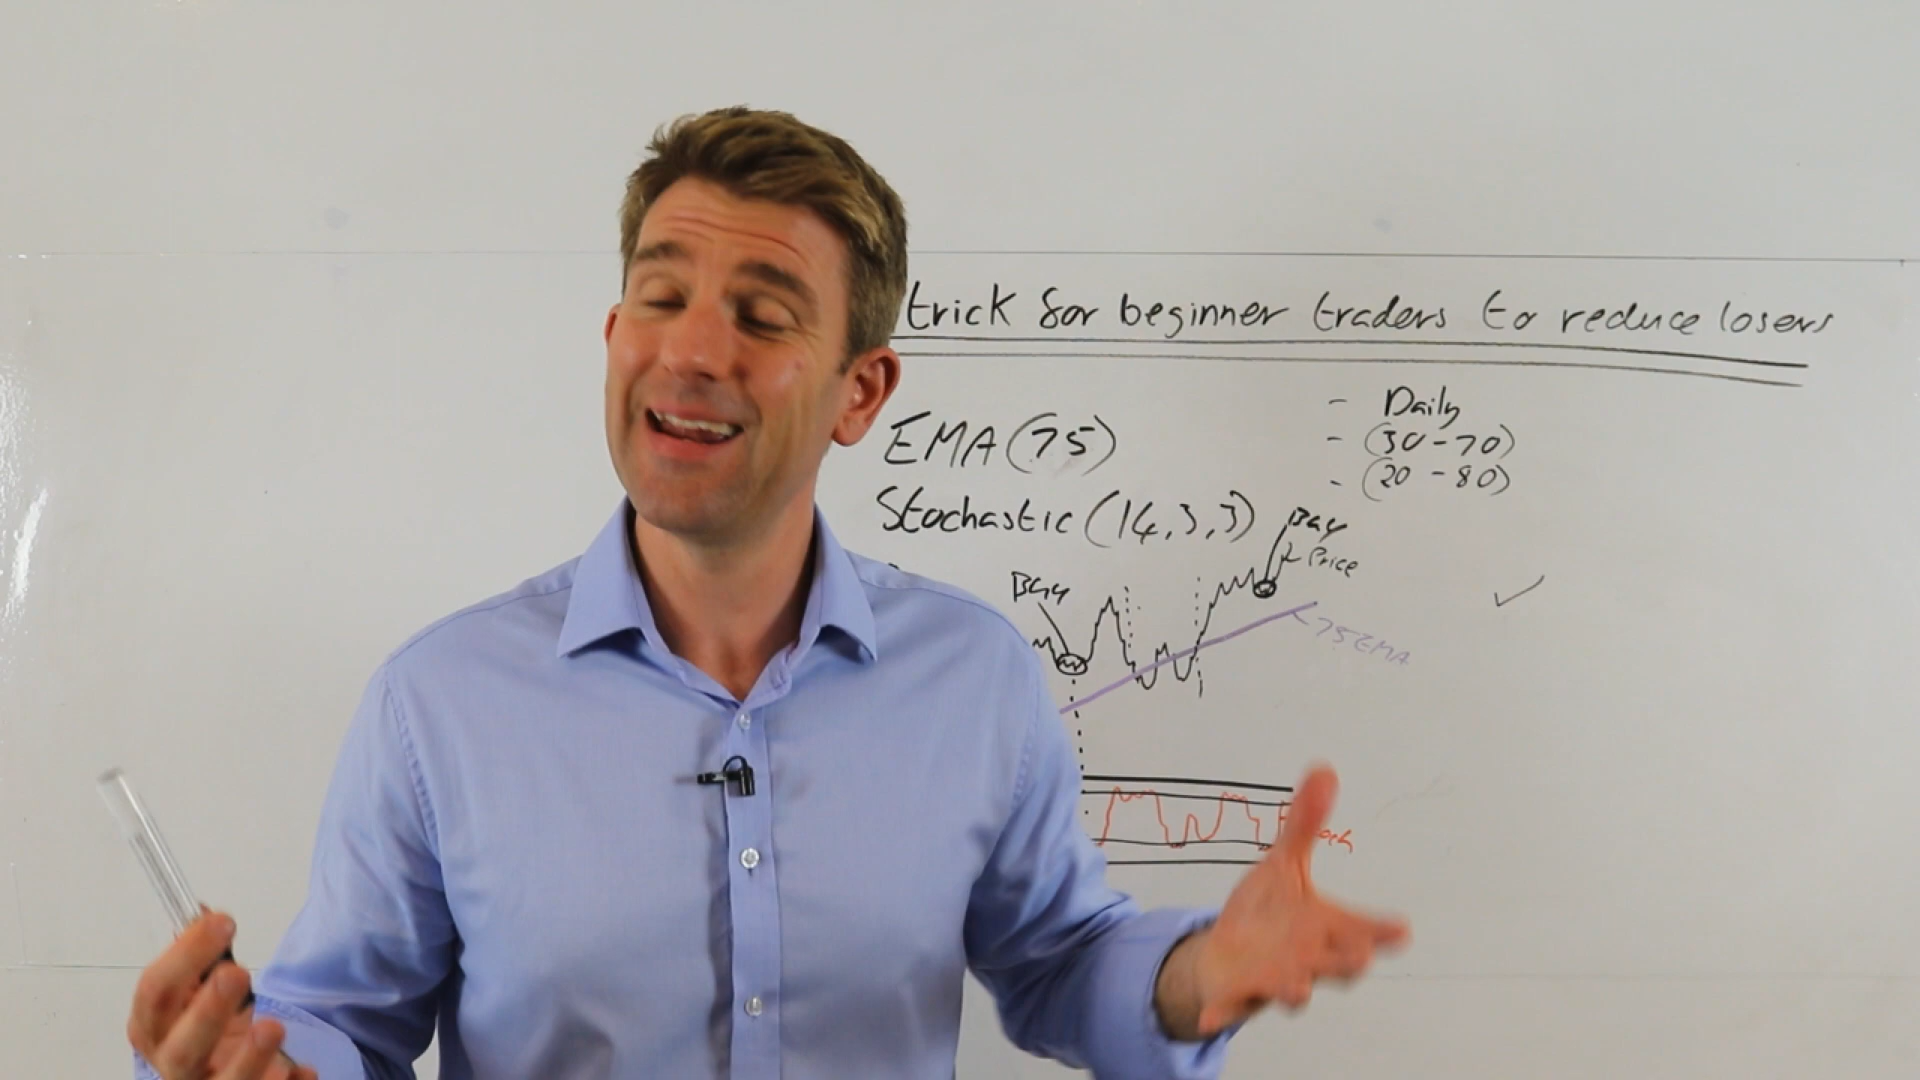 trick for beginner traders to reduce losers
- Daily
EMA (75)
- (30-70)
- (20-80)
Stochastic (14,3,3)
Buy
Price
Buy
75EMA